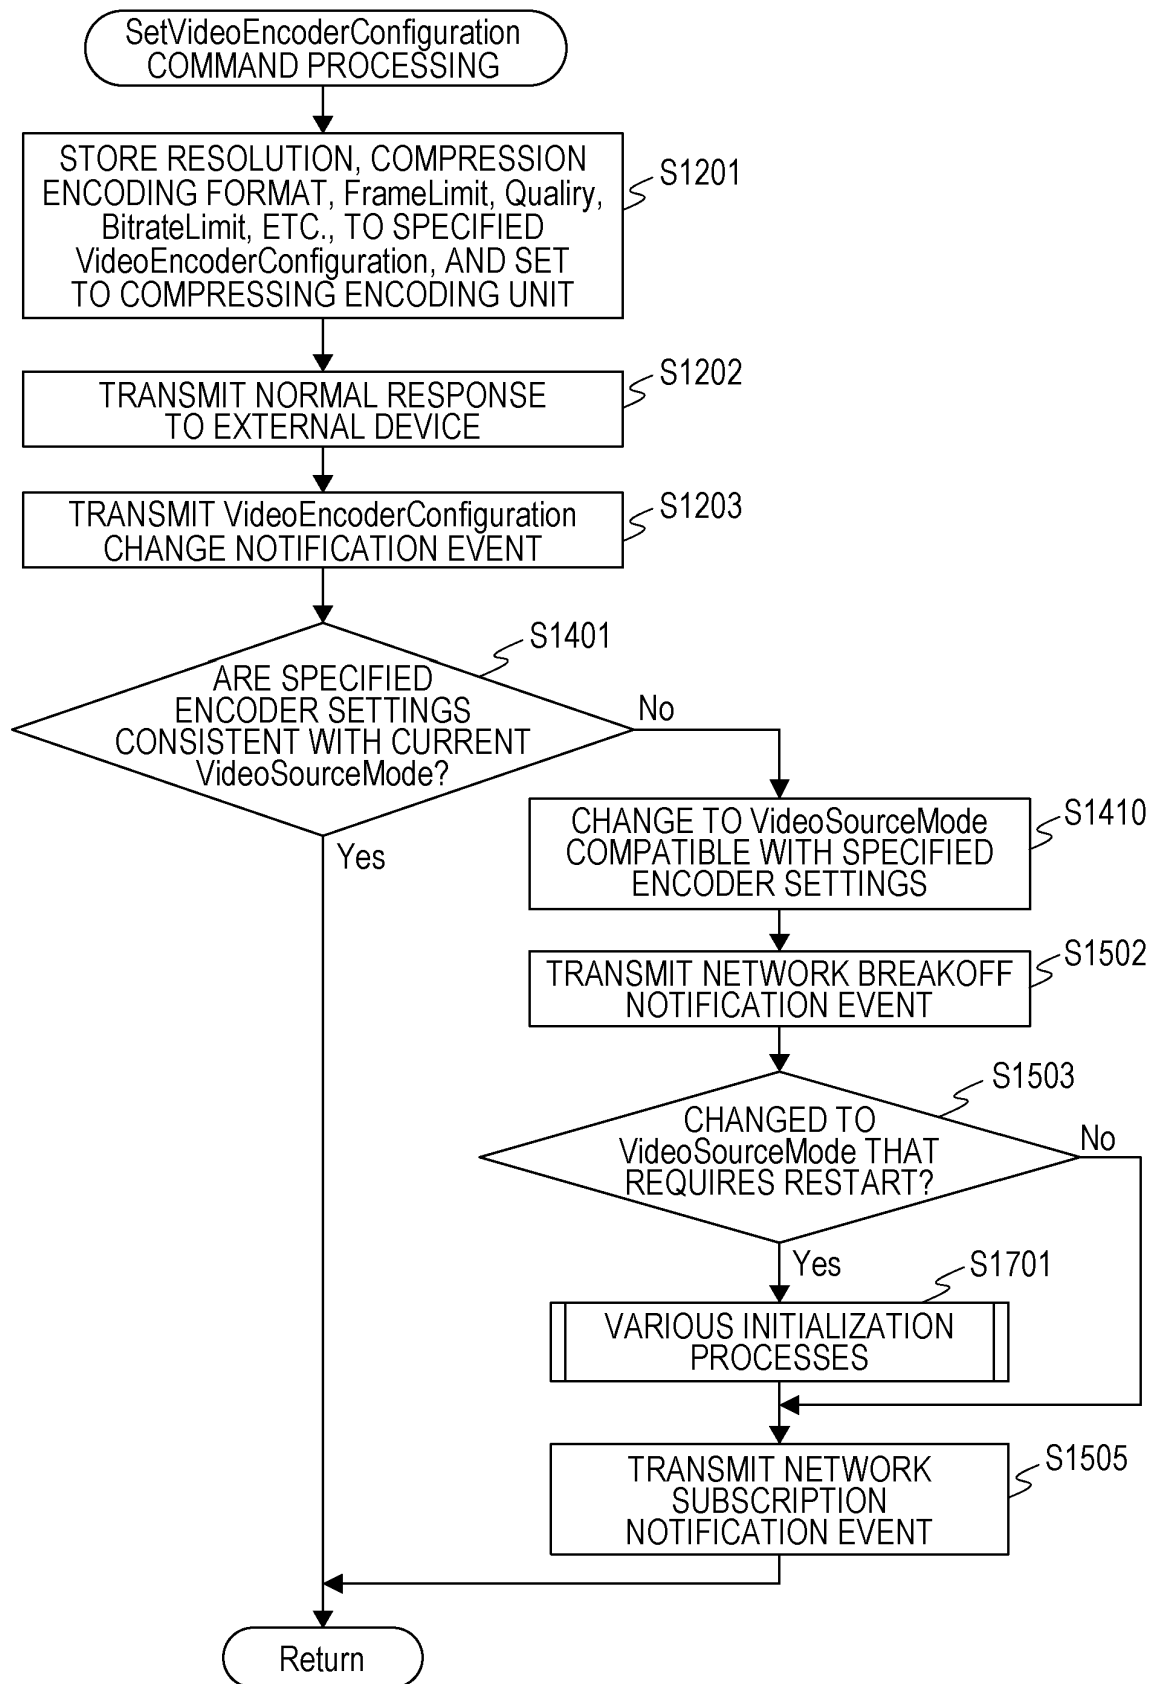 SetVideoEncoderConfiguration
COMMAND PROCESSING
STORE RESOLUTION, COMPRESSION
ENCODING FORMAT, FrameLimit, Qualiry,
BitrateLimit, ETC., TO SPECIFIED
VideoEncoderConfiguration, AND SET
TO COMPRESSING ENCODING UNIT
S1201
TRANSMIT NORMAL RESPONSE
TO EXTERNAL DEVICE
S1202
TRANSMIT VideoEncoderConfiguration
CHANGE NOTIFICATION EVENT
S1203
ARE SPECIFIED
ENCODER SETTINGS
CONSISTENT WITH CURRENT
VideoSourceMode?
S1401
No
Yes
CHANGE TO VideoSourceMode
COMPATIBLE WITH SPECIFIED
ENCODER SETTINGS
S1410
TRANSMIT NETWORK BREAKOFF
NOTIFICATION EVENT
S1502
CHANGED TO
VideoSourceMode THAT
REQUIRES RESTART?
S1503
No
Yes
VARIOUS INITIALIZATION
PROCESSES
S1701
TRANSMIT NETWORK
SUBSCRIPTION
NOTIFICATION EVENT
S1505
Return